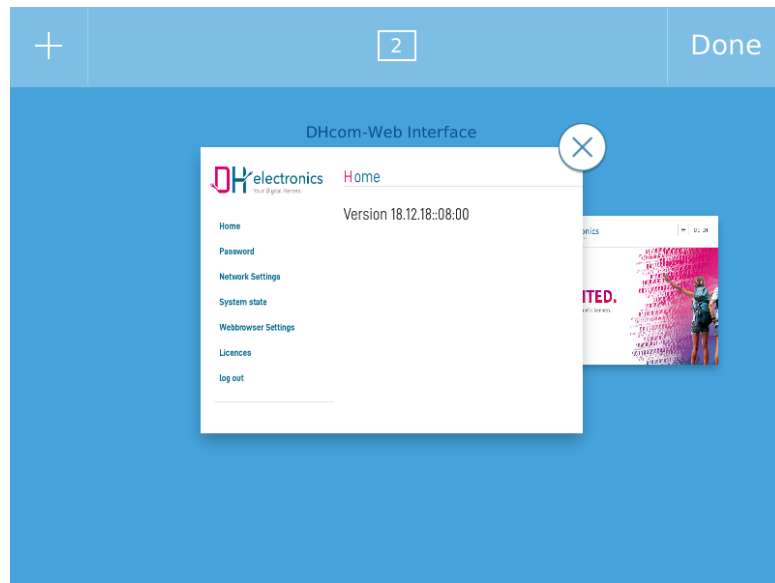 2
Done
DHcom-Web Interface
DH electronics
Your Digital Heroes
Home
Version 18.12.18::08:00
Home
Password
Network Settings
System state
Webbrowser Settings
Licences
log out
onics
ITED.